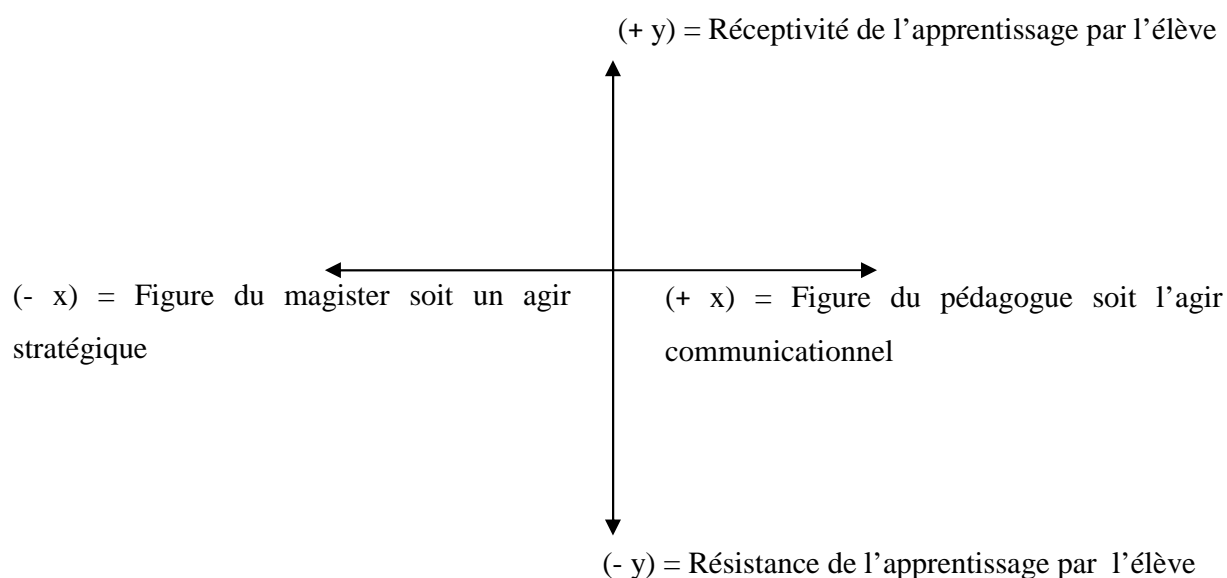 (+ y) = Réceptivité de l’apprentissage par l’élève
(- x) = Figure du magister soit un agir
stratégique
(+ x) = Figure du pédagogue soit l’agir
communicationnel
(- y) = Résistance de l’apprentissage par l’élève